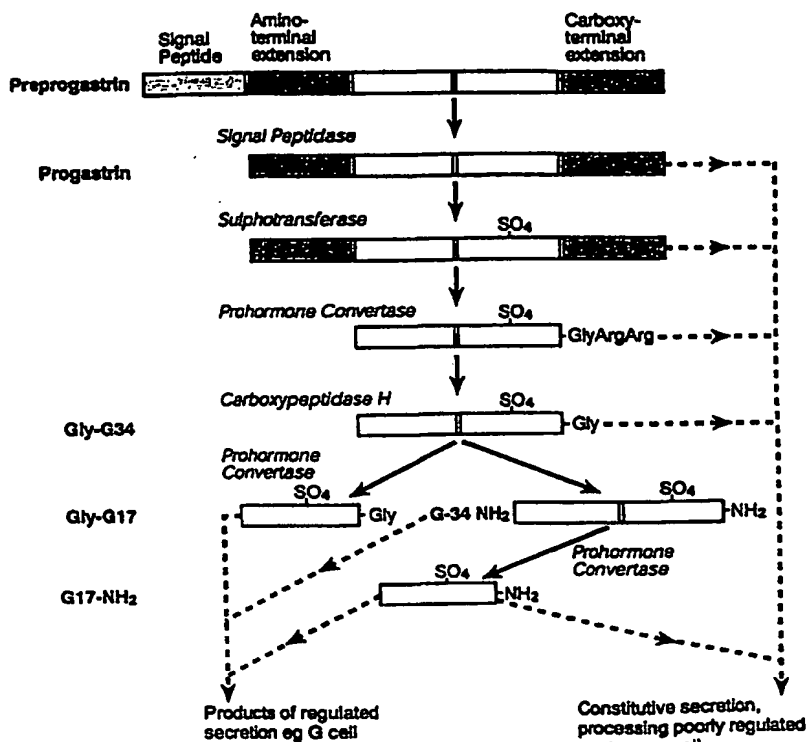 Signal
Peptide
Amino-
terminal
extension
Carboxy-
terminal
extension
Preprogastrin
Signal Peptidase
Progastrin
Sulphotransferase
SO4
Prohormone Convertase
SO4
GlyArgArg
Carboxypeptidase H
SO4
Gly-G34
Gly
Prohormone
Convertase
SO4
SO4
Gly-G17
Gly
G-34 NH2
NH2
Prohormone
Convertase
SO4
G17-NH2
NH2
Products of regulated
secretion eg G cell
Constitutive secretion,
processing poorly regulated